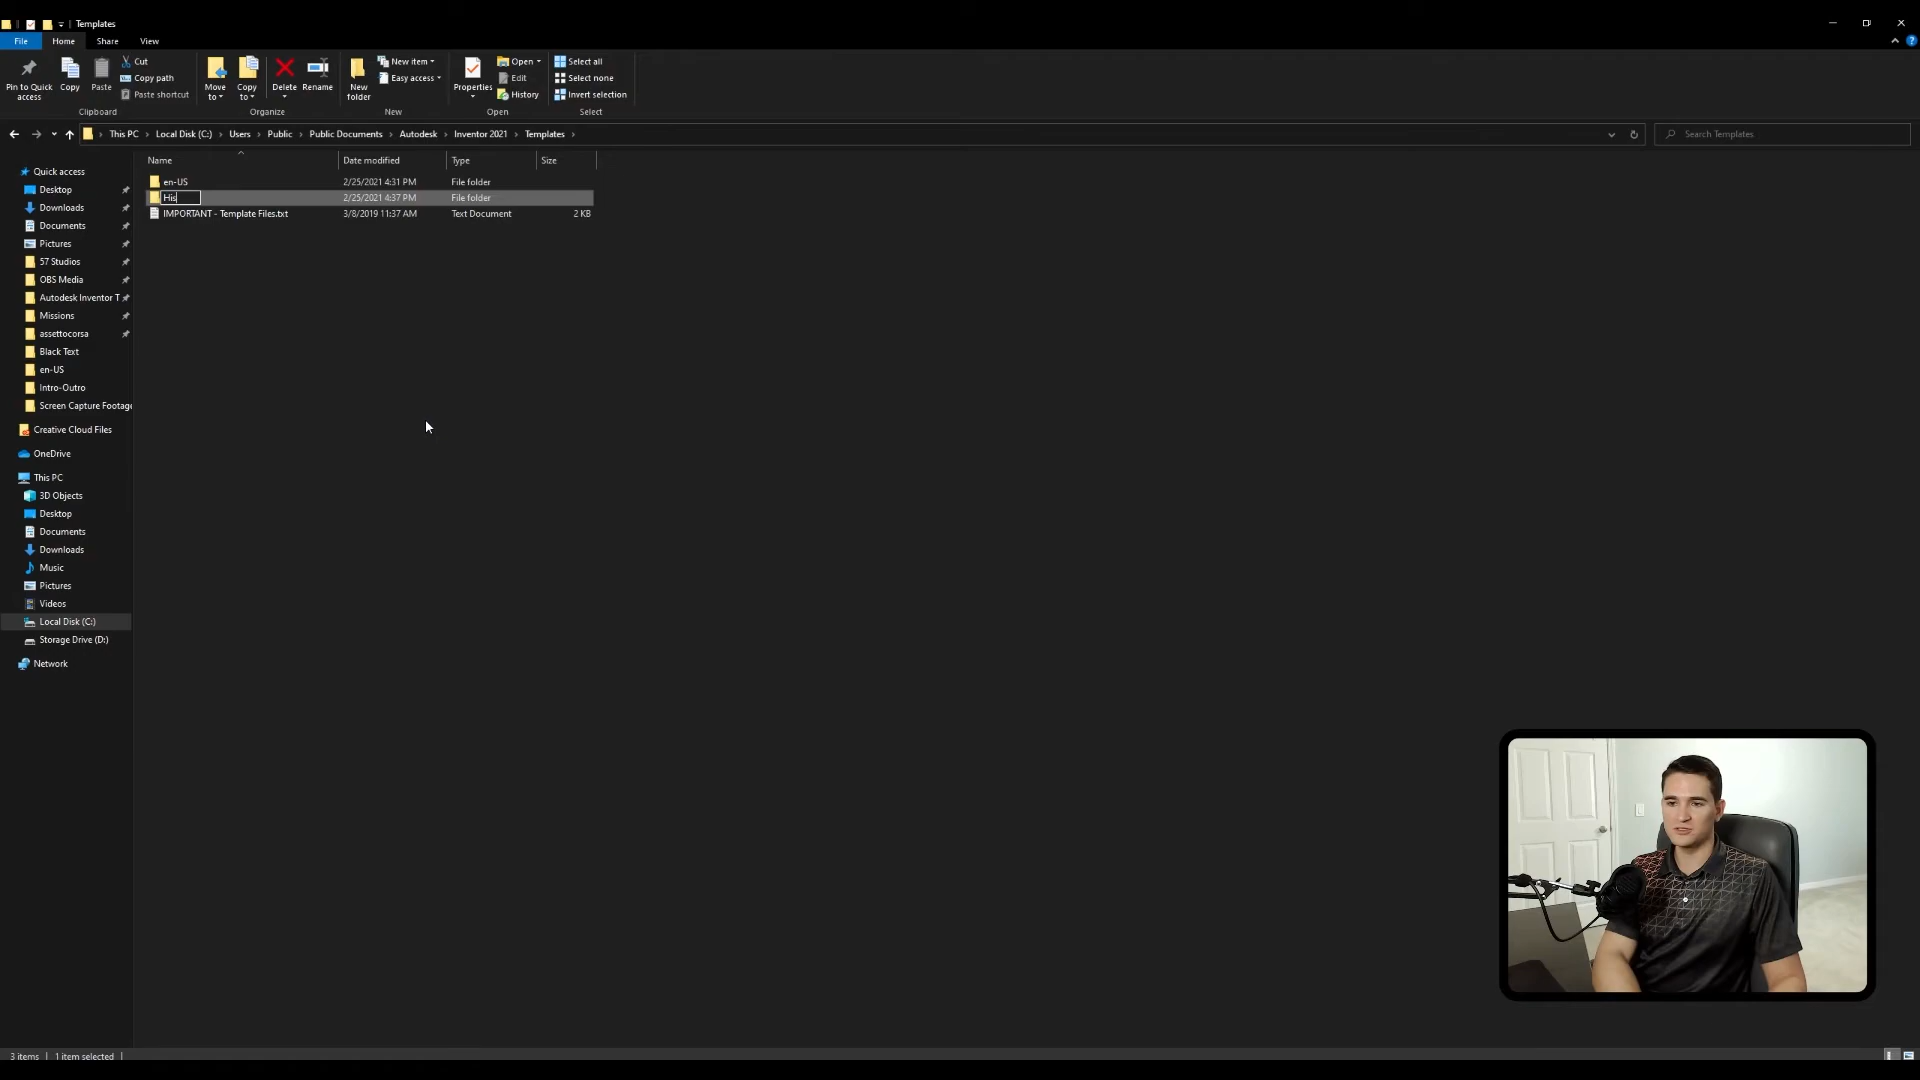 Templates
File Home Share View
Pin to Quick access
Copy
Paste
Cut
Copy path
Paste shortcut
Clipboard
Move to
Copy to
Delete
Rename
Organize
New folder
New item
Easy access
New
Properties
Open
Edit
History
Open
Select all
Select none
Invert selection
Select
This PC > Local Disk (C:) > Users > Public > Public Documents > Autodesk > Inventor 2021 > Templates >
Search Templates
Name Date modified Type Size
en-US 2/25/2021 4:31 PM File folder
His 2/25/2021 4:37 PM File folder
IMPORTANT - Template Files.txt 3/8/2019 11:37 AM Text Document 2 KB
Quick access
Desktop
Downloads
Documents
Pictures
57 Studios
OBS Media
Autodesk Inventor T
Missions
assettocorsa
Black Text
en-US
Intro-Outro
Screen Capture Footage
Creative Cloud Files
OneDrive
This PC
3D Objects
Desktop
Documents
Downloads
Music
Pictures
Videos
Local Disk (C:)
Storage Drive (D:)
Network
3 items 1 item selected